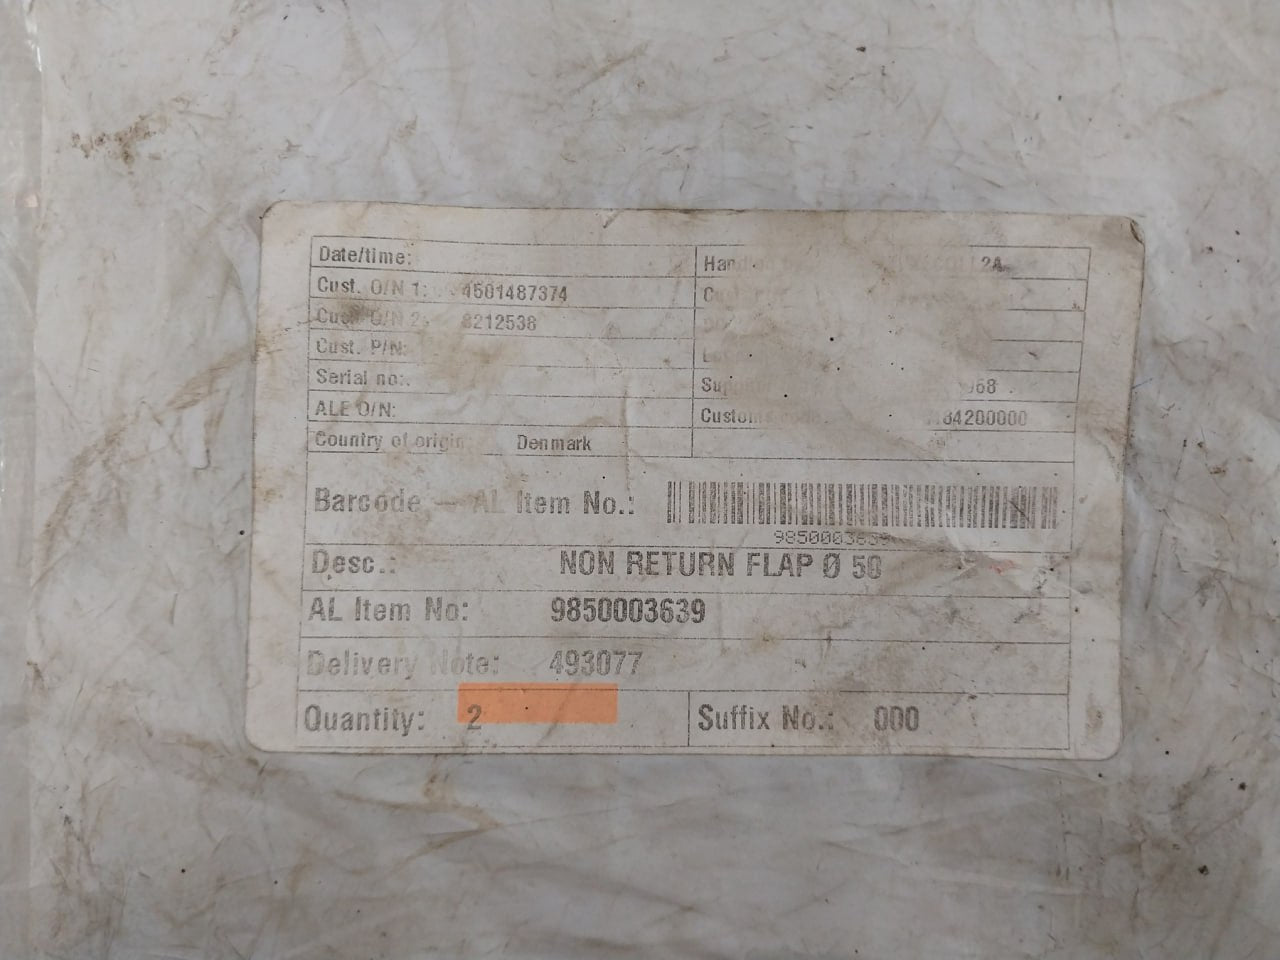 Date/time:
Cust. O/N 1: 4501487374
Cust. O/N 2: 8212538
Cust. P/N:
Serial no:
ALE O/N:
Customs code:
Country of origin: Denmark
Barcode – AL Item No.:
9850003639
Desc.: NON RETURN FLAP Ø 50
AL Item No: 9850003639
Delivery Note: 493077
Quantity: 2
Suffix No.: 000